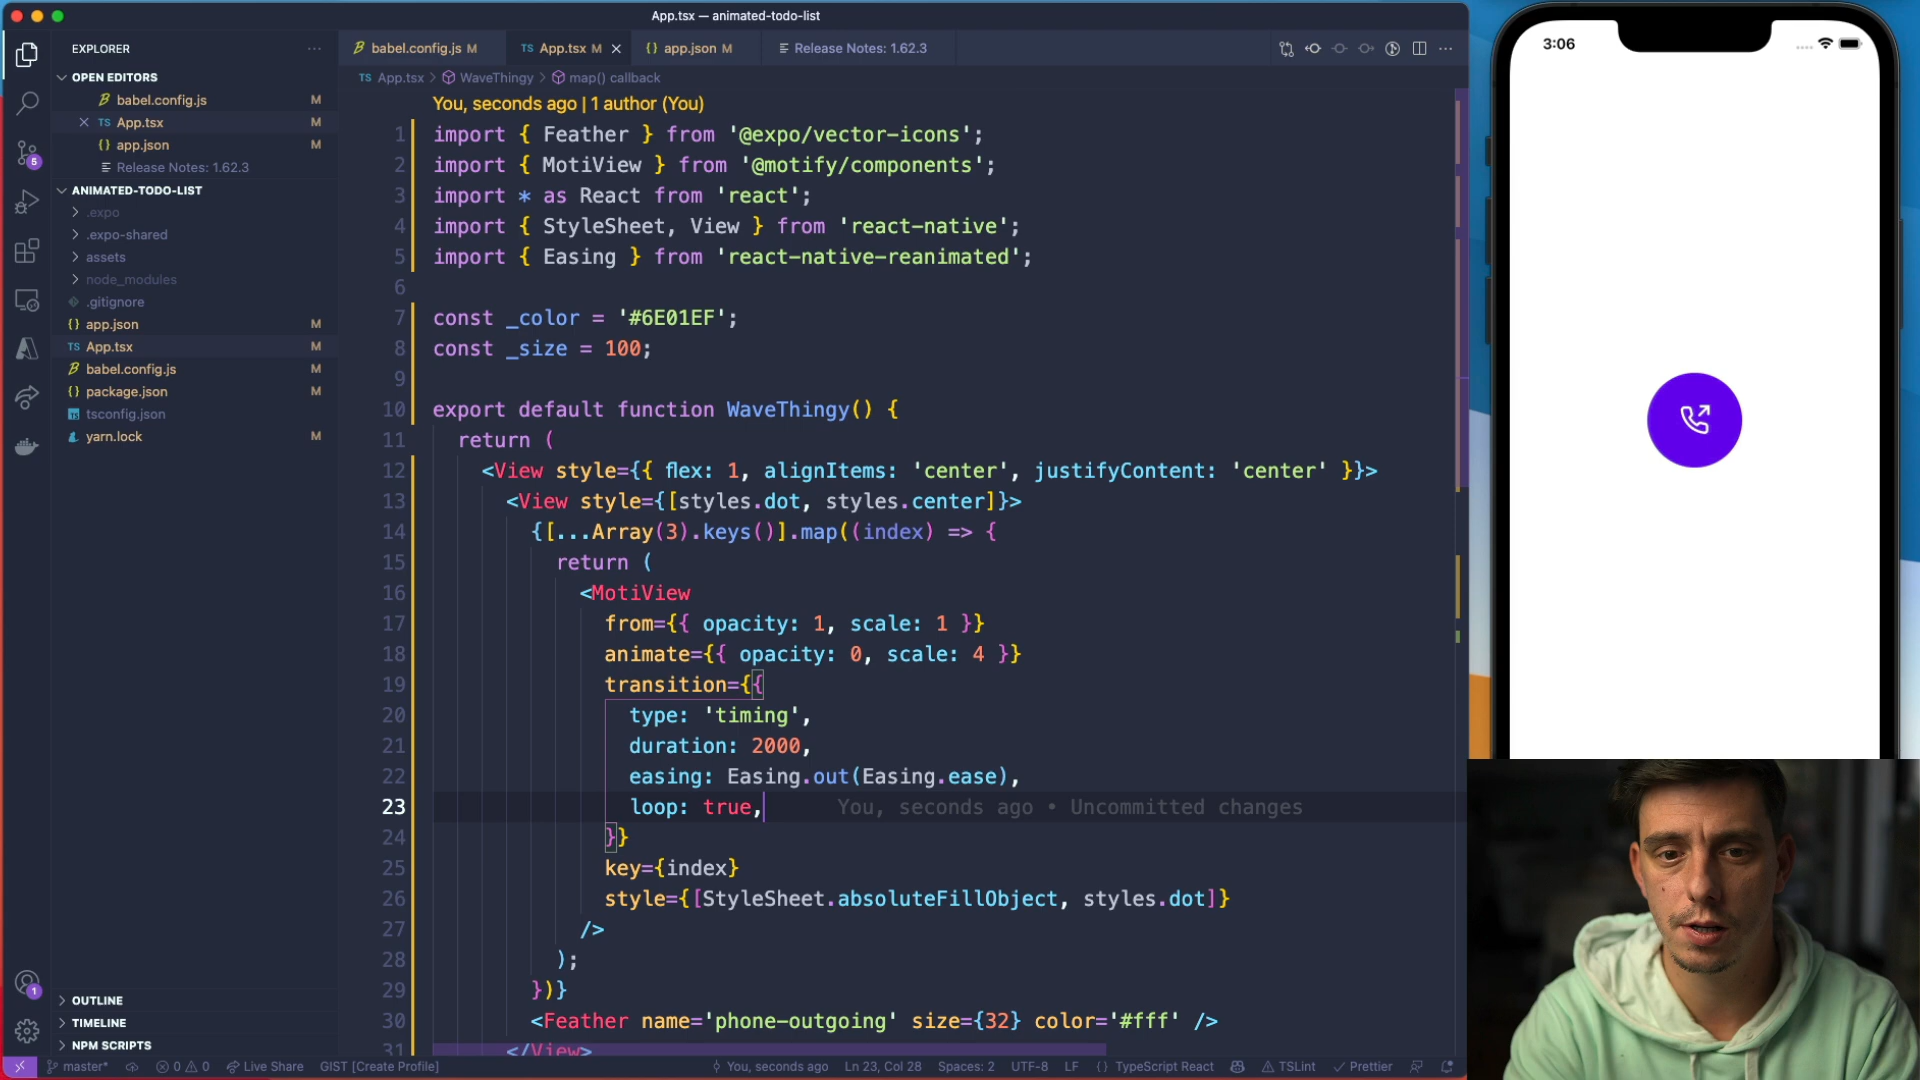 App.tsx — animated-todo-list
EXPLORER
babel.config.js M
TS App.tsx M
{} app.json M
Release Notes: 1.62.3
TS App.tsx > WaveThingy > map() callback
OPEN EDITORS
babel.config.js M
TS App.tsx M
{} app.json M
Release Notes: 1.62.3
ANIMATED-TODO-LIST
.expo
.expo-shared
assets
node_modules
.gitignore
{} app.json M
TS App.tsx M
babel.config.js M
{} package.json M
tsconfig.json
yarn.lock M
OUTLINE
TIMELINE
NPM SCRIPTS
5
1
You, seconds ago | 1 author (You)
1 import { Feather } from '@expo/vector-icons';
2 import { MotiView } from '@motify/components';
3 import * as React from 'react';
4 import { StyleSheet, View } from 'react-native';
5 import { Easing } from 'react-native-reanimated';
6
7 const _color = '#6E01EF';
8 const _size = 100;
9
10 export default function WaveThingy() {
11 return (
12 <View style={{ flex: 1, alignItems: 'center', justifyContent: 'center' }}>
13 <View style={[styles.dot, styles.center]}>
14 {[...Array(3).keys()].map((index) => {
15 return (
16 <MotiView
17 from={{ opacity: 1, scale: 1 }}
18 animate={{ opacity: 0, scale: 4 }}
19 transition={{
20 type: 'timing',
21 duration: 2000,
22 easing: Easing.out(Easing.ease),
23 loop: true, You, seconds ago • Uncommitted changes
24 }}
25 key={index}
26 style={[StyleSheet.absoluteFillObject, styles.dot]}
27 />
28 );
29 })}
30 <Feather name='phone-outgoing' size={32} color='#fff' />
31 </View>
master* 0 0 Live Share GIST [Create Profile] You, seconds ago Ln 23, Col 28 Spaces: 2 UTF-8 LF {} TypeScript React TSLint Prettier
3:06